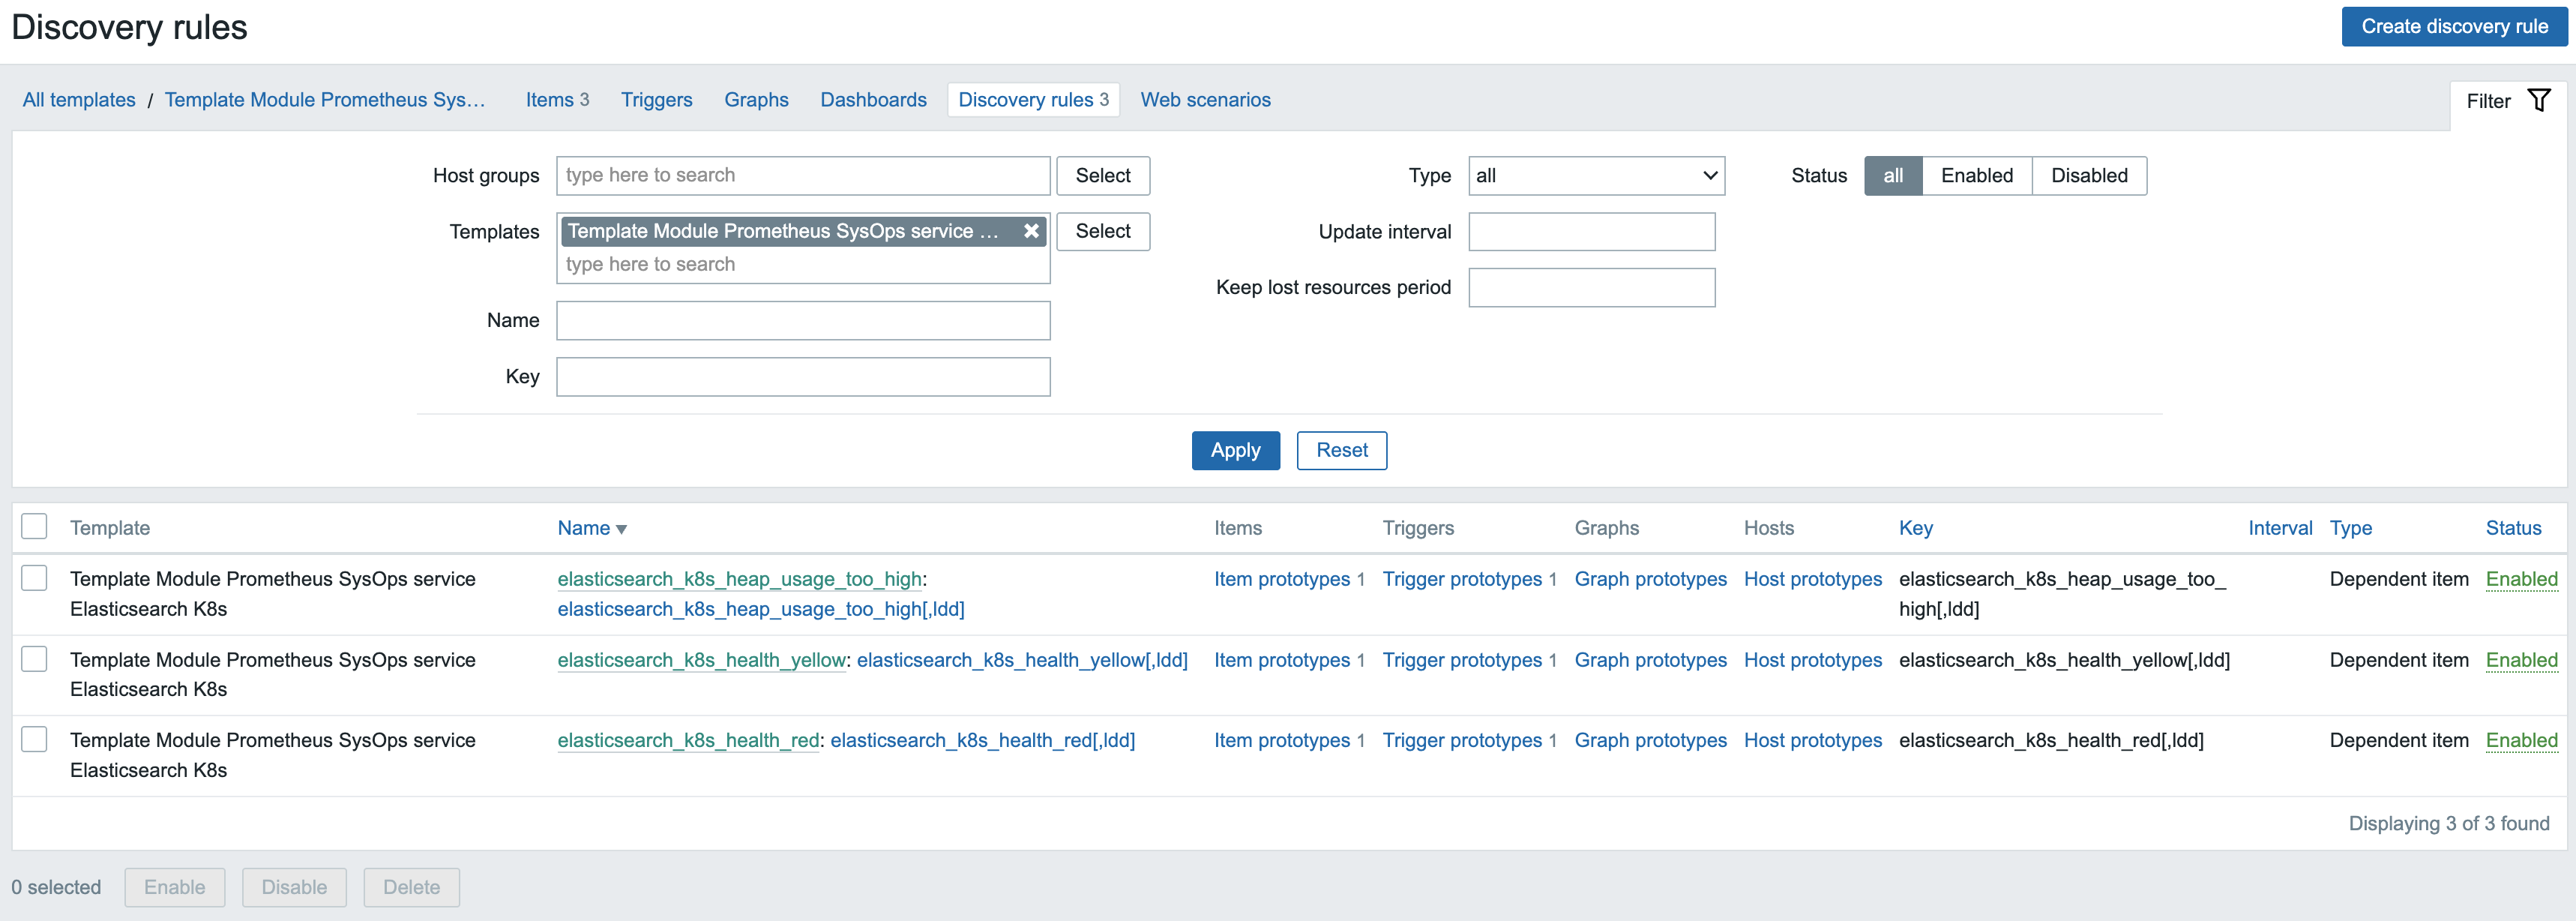 Discovery rules
Create discovery rule
All templates / Template Module Prometheus Sys… Items 3 Triggers Graphs Dashboards Discovery rules 3 Web scenarios
Filter
Host groups type here to search Select
Type all
Status all Enabled Disabled
Templates Template Module Prometheus SysOps service … Select
type here to search
Update interval
Keep lost resources period
Name
Key
Apply Reset
Template Name Items Triggers Graphs Hosts Key Interval Type Status
Template Module Prometheus SysOps service elasticsearch_k8s_heap_usage_too_high: Item prototypes 1 Trigger prototypes 1 Graph prototypes Host prototypes elasticsearch_k8s_heap_usage_too_ Dependent item Enabled
Elasticsearch K8s elasticsearch_k8s_heap_usage_too_high[,ldd] high[,ldd]
Template Module Prometheus SysOps service elasticsearch_k8s_health_yellow: elasticsearch_k8s_health_yellow[,ldd] Item prototypes 1 Trigger prototypes 1 Graph prototypes Host prototypes elasticsearch_k8s_health_yellow[,ldd] Dependent item Enabled
Elasticsearch K8s
Template Module Prometheus SysOps service elasticsearch_k8s_health_red: elasticsearch_k8s_health_red[,ldd] Item prototypes 1 Trigger prototypes 1 Graph prototypes Host prototypes elasticsearch_k8s_health_red[,ldd] Dependent item Enabled
Elasticsearch K8s
Displaying 3 of 3 found
0 selected Enable Disable Delete